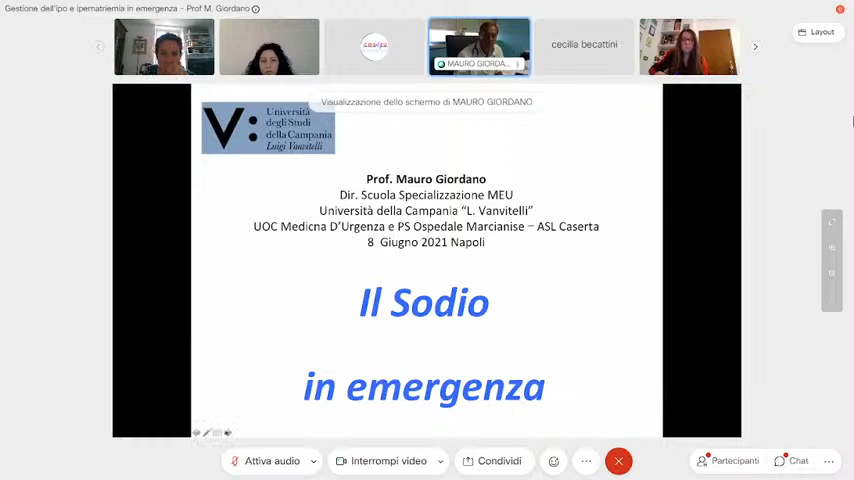 Gestione dell'ipo e ipernatriemia in emergenza - Prof M. Giordano
Layout
MAURO GIORDA...
cecilia becattini
Visualizzazione dello schermo di MAURO GIORDANO
V:
Università
degli Studi
della Campania
Luigi Vanvitelli
Prof. Mauro Giordano
Dir. Scuola Specializzazione MEU
Università della Campania "L. Vanvitelli"
UOC Medicna D'Urgenza e PS Ospedale Marcianise – ASL Caserta
8 Giugno 2021 Napoli
Il Sodio
in emergenza
Attiva audio
Interrompi video
Condividi
Partecipanti
Chat